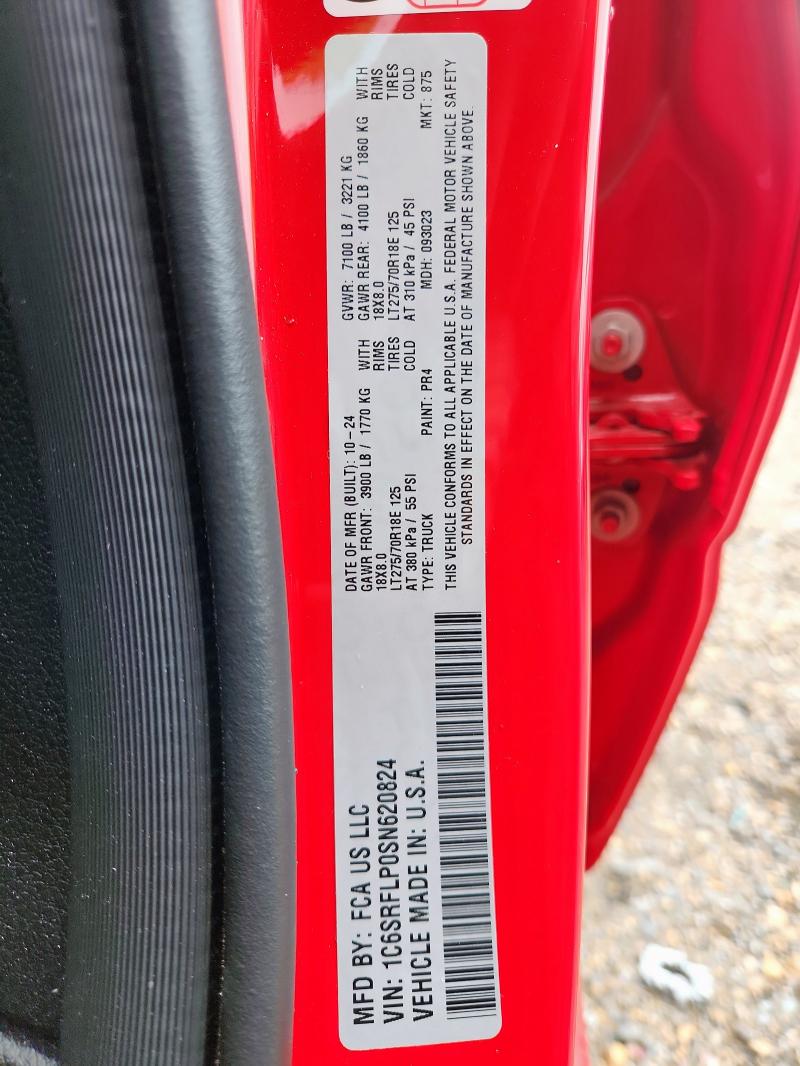 MFD BY: FCA US LLC
VIN: 1C6SRFLP0SN620824
VEHICLE MADE IN: U.S.A.
DATE OF MFR (BUILT): 10-24 GVWR: 7100 LB / 3221 KG
GAWR FRONT: 3900 LB / 1770 KG WITH GAWR REAR: 4100 LB / 1860 KG WITH
18X8.0 RIMS 18X8.0 RIMS
LT275/70R18E 125 TIRES LT275/70R18E 125 TIRES
AT 380 kPa / 55 PSI COLD AT 310 kPa / 45 PSI COLD
TYPE: TRUCK PAINT: PR4 MDH: 093023 MKT: 875
THIS VEHICLE CONFORMS TO ALL APPLICABLE U.S.A. FEDERAL MOTOR VEHICLE SAFETY
STANDARDS IN EFFECT ON THE DATE OF MANUFACTURE SHOWN ABOVE.